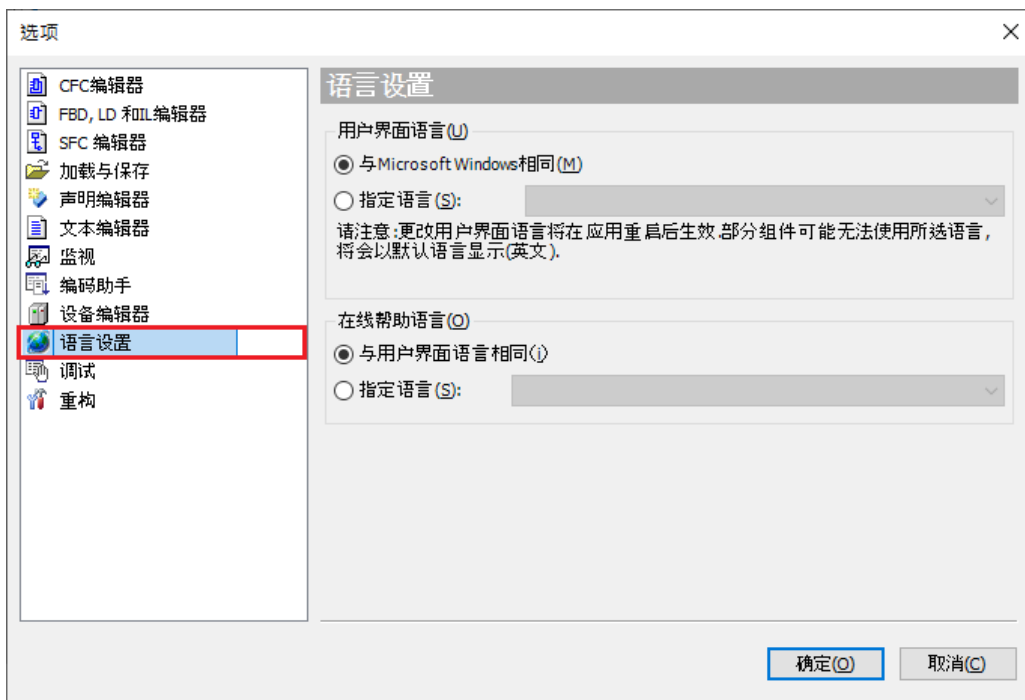 选项
CFC编辑器
FBD, LD 和IL编辑器
SFC 编辑器
加载与保存
声明编辑器
文本编辑器
监视
编码助手
设备编辑器
语言设置
调试
重构
语言设置
用户界面语言(U)
与Microsoft Windows相同(M)
指定语言(S):
请注意:更改用户界面语言将在应用重启后生效.部分组件可能无法使用所选语言,
将会以默认语言显示(英文).
在线帮助语言(O)
与用户界面语言相同(i)
指定语言(S):
确定(O)
取消(C)